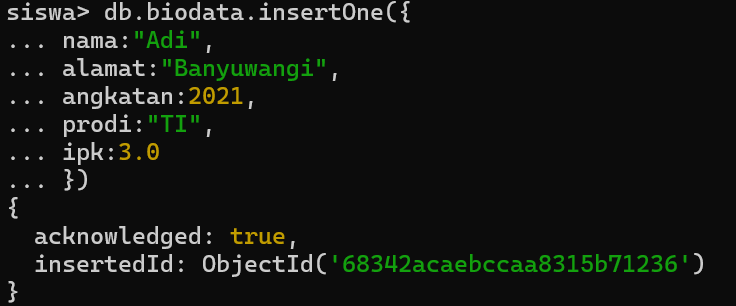 siswa> db.biodata.insertOne({
... nama:"Adi",
... alamat:"Banyuwangi",
... angkatan:2021,
... prodi:"TI",
... ipk:3.0
... })
{
  acknowledged: true,
  insertedId: ObjectId('68342acaebccaa8315b71236')
}